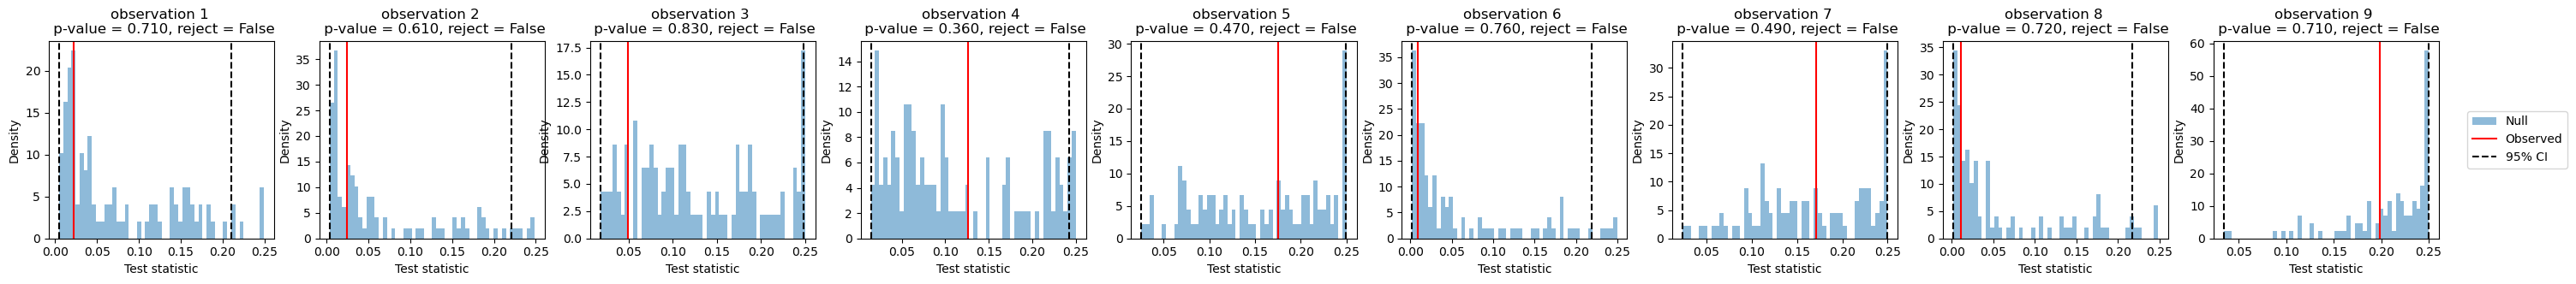 observation 1
p-value = 0.710, reject = False
observation 2
p-value = 0.610, reject = False
observation 3
p-value = 0.830, reject = False
observation 4
p-value = 0.360, reject = False
observation 5
p-value = 0.470, reject = False
observation 6
p-value = 0.760, reject = False
observation 7
p-value = 0.490, reject = False
observation 8
p-value = 0.720, reject = False
observation 9
p-value = 0.710, reject = False
Density
20
15
10
5
0
0.00 0.05 0.10 0.15 0.20 0.25
Test statistic
Density
35
30
25
20
15
10
5
0
0.00 0.05 0.10 0.15 0.20 0.25
Test statistic
Density
17.5
15.0
12.5
10.0
7.5
5.0
2.5
0.0
0.05 0.10 0.15 0.20 0.25
Test statistic
Density
14
12
10
8
6
4
2
0
0.05 0.10 0.15 0.20 0.25
Test statistic
Density
30
25
20
15
10
5
0
0.05 0.10 0.15 0.20 0.25
Test statistic
Density
35
30
25
20
15
10
5
0
0.00 0.05 0.10 0.15 0.20 0.25
Test statistic
Density
35
30
25
20
15
10
5
0
0.05 0.10 0.15 0.20 0.25
Test statistic
Density
35
30
25
20
15
10
5
0
0.00 0.05 0.10 0.15 0.20 0.25
Test statistic
Density
60
50
40
30
20
10
0
0.05 0.10 0.15 0.20 0.25
Test statistic
Null
Observed
95% CI